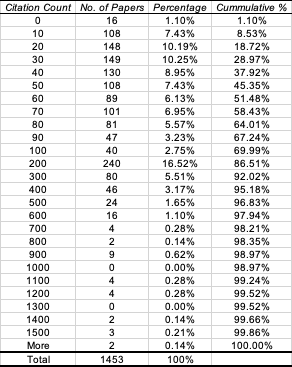 Citation Count No. of Papers Percentage Cummulative %
0 16 1.10% 1.10%
10 108 7.43% 8.53%
20 148 10.19% 18.72%
30 149 10.25% 28.97%
40 130 8.95% 37.92%
50 108 7.43% 45.35%
60 89 6.13% 51.48%
70 101 6.95% 58.43%
80 81 5.57% 64.01%
90 47 3.23% 67.24%
100 40 2.75% 69.99%
200 240 16.52% 86.51%
300 80 5.51% 92.02%
400 46 3.17% 95.18%
500 24 1.65% 96.83%
600 16 1.10% 97.94%
700 4 0.28% 98.21%
800 2 0.14% 98.35%
900 9 0.62% 98.97%
1000 0 0.00% 98.97%
1100 4 0.28% 99.24%
1200 4 0.28% 99.52%
1300 0 0.00% 99.52%
1400 2 0.14% 99.66%
1500 3 0.21% 99.86%
More 2 0.14% 100.00%
Total 1453 100%